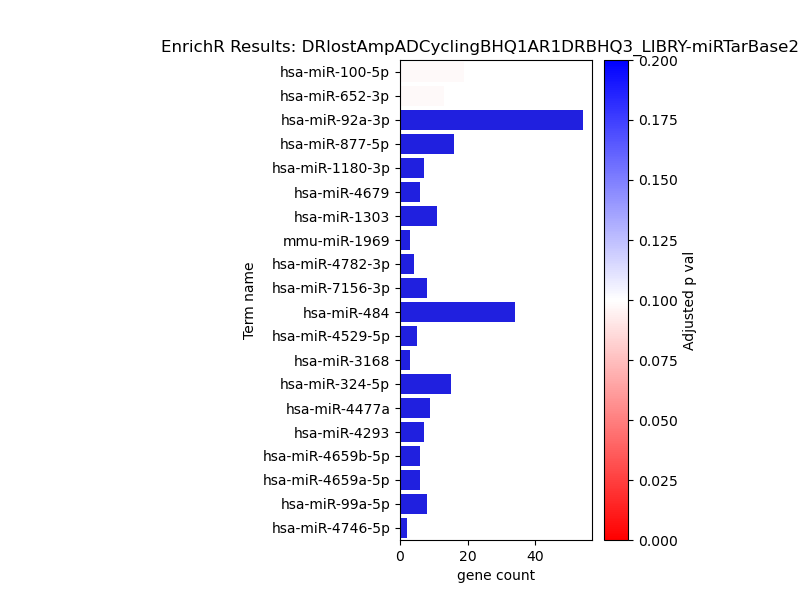 EnrichR Results: DRlostAmpADCyclingBHQ1AR1DRBHQ3_LIBRY-miRTarBase2
hsa-miR-100-5p
hsa-miR-652-3p
hsa-miR-92a-3p
hsa-miR-877-5p
hsa-miR-1180-3p
hsa-miR-4679
hsa-miR-1303
mmu-miR-1969
hsa-miR-4782-3p
hsa-miR-7156-3p
hsa-miR-484
hsa-miR-4529-5p
hsa-miR-3168
hsa-miR-324-5p
hsa-miR-4477a
hsa-miR-4293
hsa-miR-4659b-5p
hsa-miR-4659a-5p
hsa-miR-99a-5p
hsa-miR-4746-5p
Term name
0 20 40
gene count
0.200
0.175
0.150
0.125
0.100
0.075
0.050
0.025
0.000
Adjusted p val